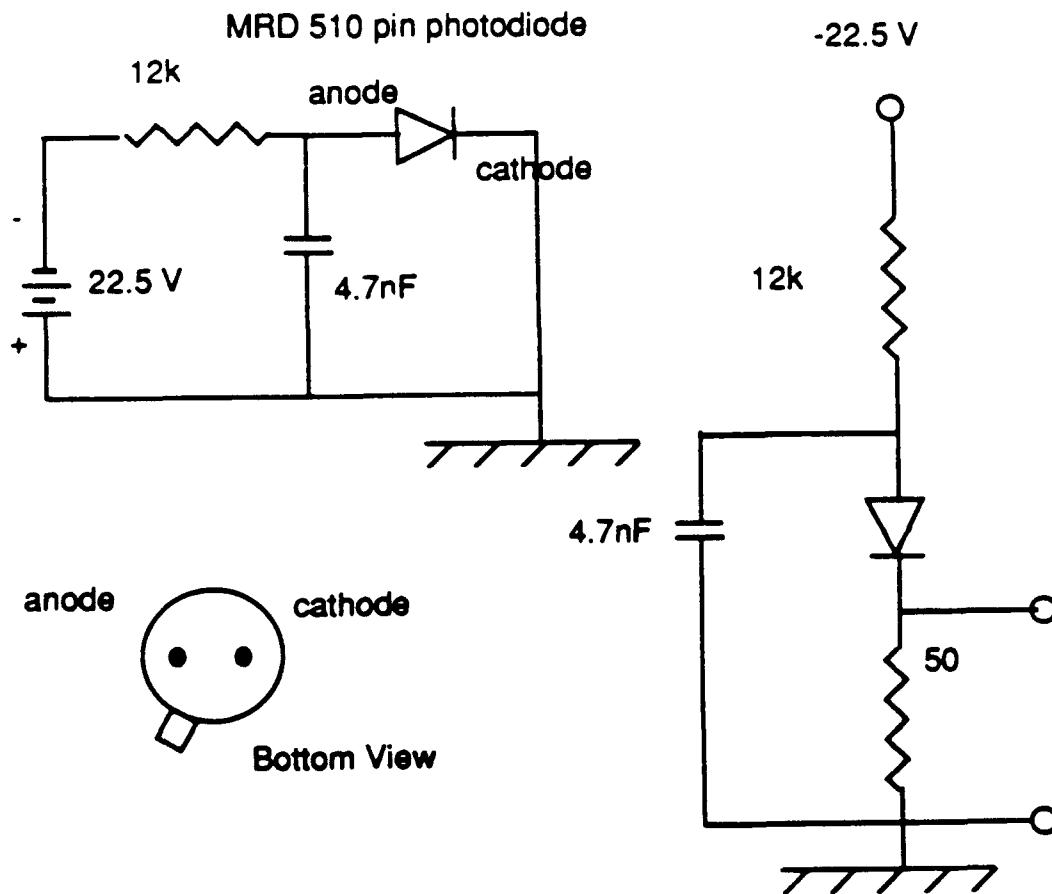 MRD 510 pin photodiode
-22.5 V
12k
anode
cathode
-
22.5 V
4.7nF
+
12k
4.7nF
anode
cathode
50
Bottom View